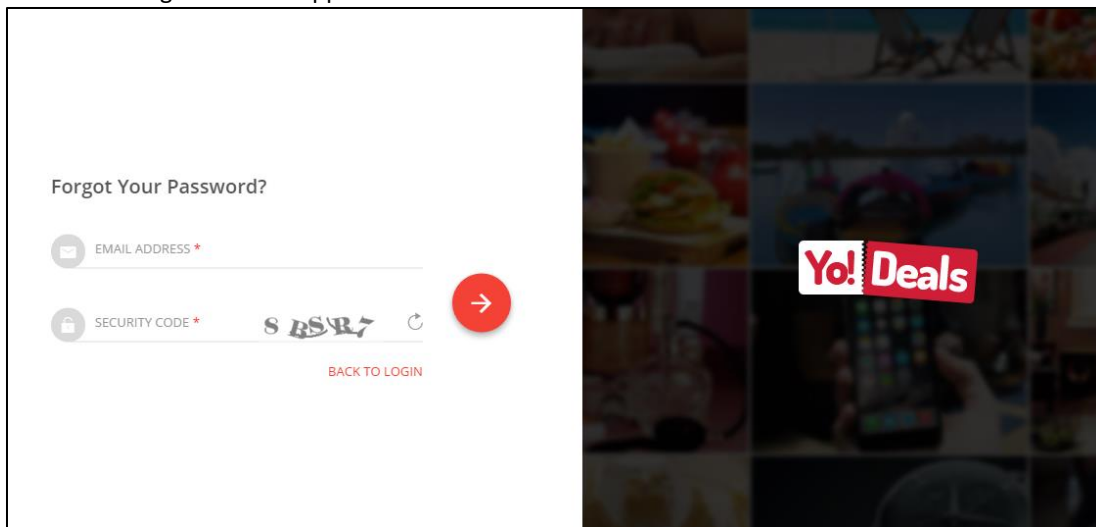 Forgot Your Password?
EMAIL ADDRESS *
SECURITY CODE *
BACK TO LOGIN
Yo! Deals